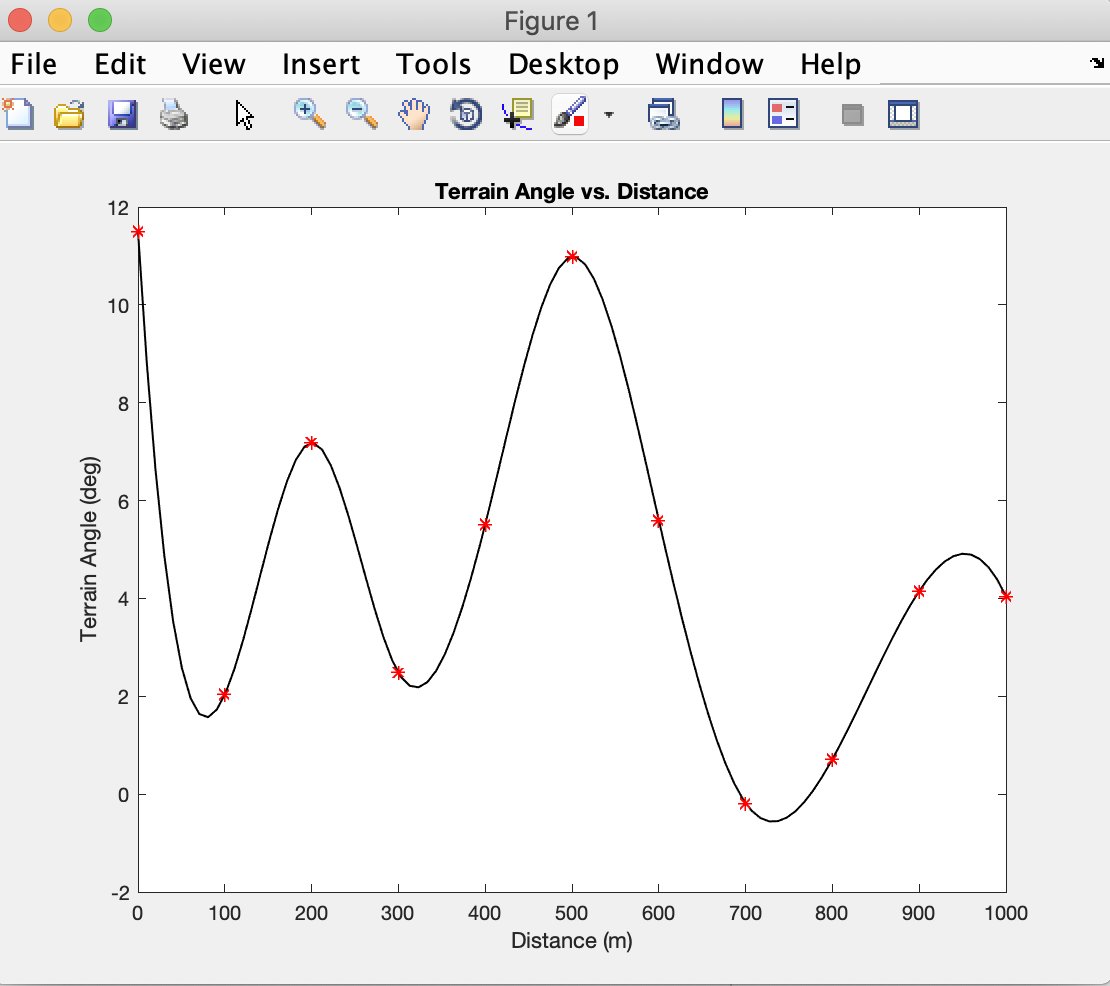 Figure 1
File Edit View Insert Tools Desktop Window Help
Terrain Angle vs. Distance
12
10
8
6
4
2
0
-2
Terrain Angle (deg)
0 100 200 300 400 500 600 700 800 900 1000
Distance (m)